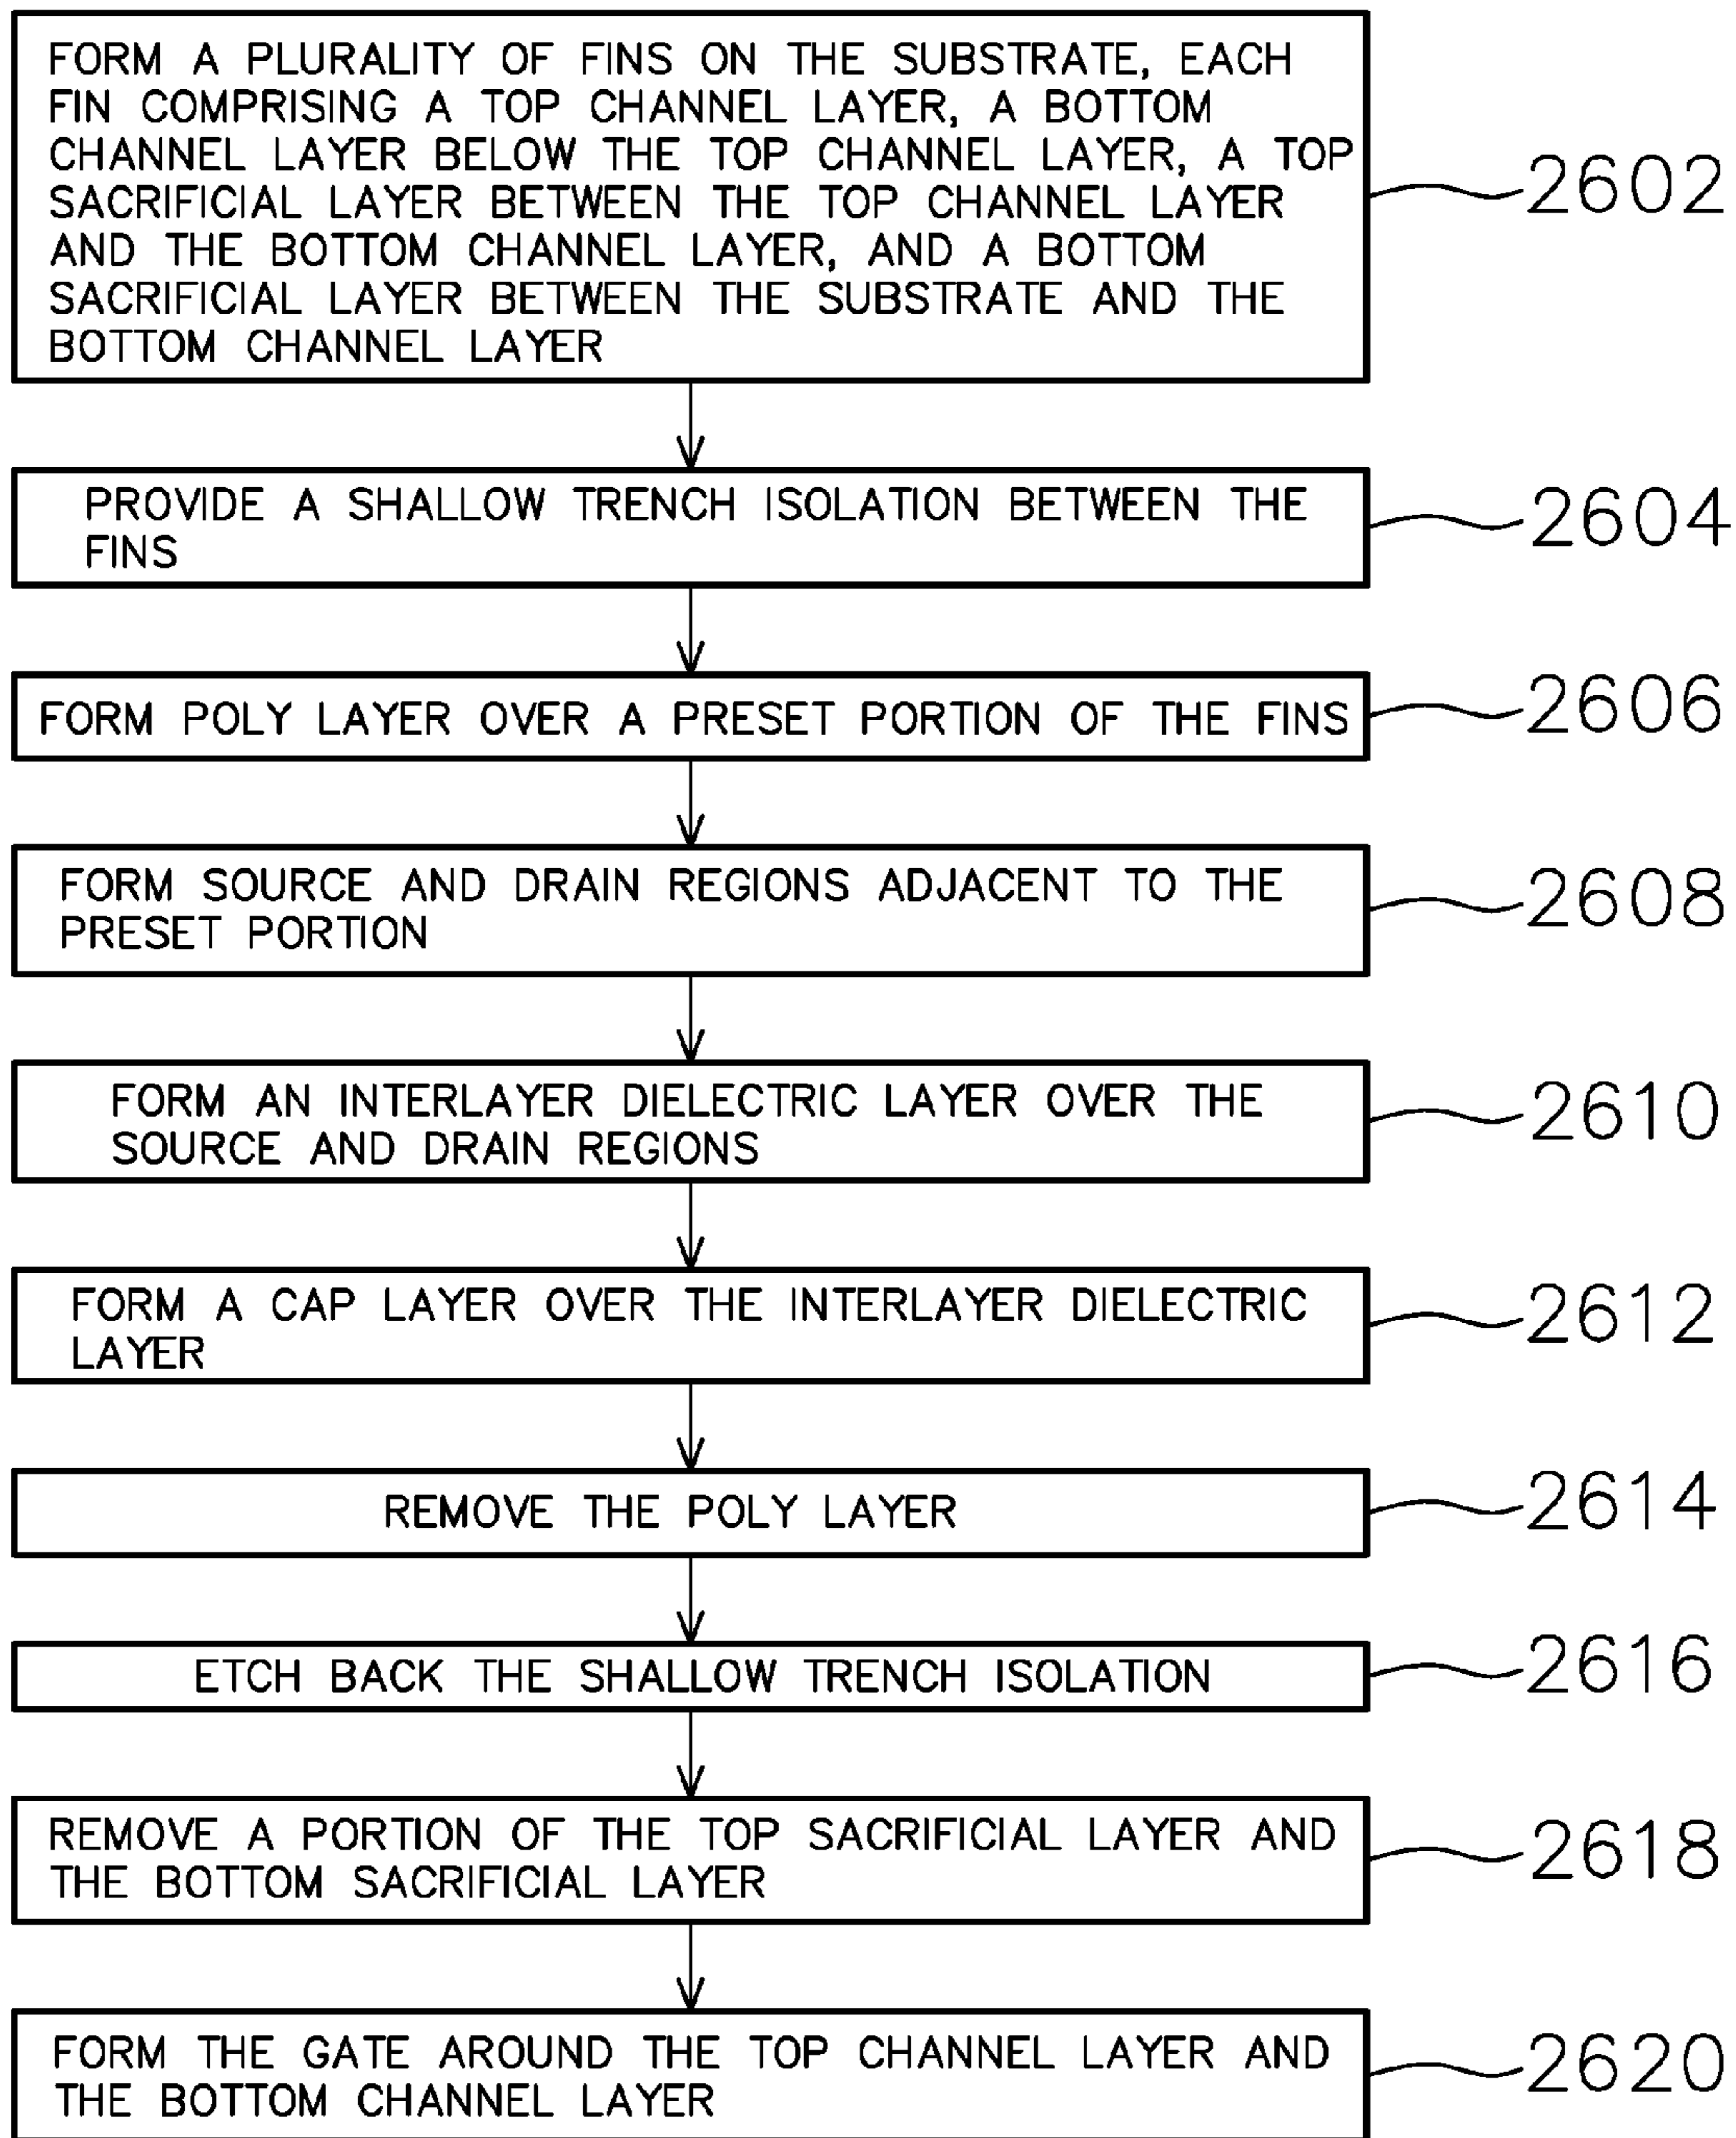 FORM A PLURALITY OF FINS ON THE SUBSTRATE, EACH
FIN COMPRISING A TOP CHANNEL LAYER, A BOTTOM
CHANNEL LAYER BELOW THE TOP CHANNEL LAYER, A TOP
SACRIFICIAL LAYER BETWEEN THE TOP CHANNEL LAYER
AND THE BOTTOM CHANNEL LAYER, AND A BOTTOM
SACRIFICIAL LAYER BETWEEN THE SUBSTRATE AND THE
BOTTOM CHANNEL LAYER
2602
PROVIDE A SHALLOW TRENCH ISOLATION BETWEEN THE
FINS
2604
FORM POLY LAYER OVER A PRESET PORTION OF THE FINS
2606
FORM SOURCE AND DRAIN REGIONS ADJACENT TO THE
PRESET PORTION
2608
FORM AN INTERLAYER DIELECTRIC LAYER OVER THE
SOURCE AND DRAIN REGIONS
2610
FORM A CAP LAYER OVER THE INTERLAYER DIELECTRIC
LAYER
2612
REMOVE THE POLY LAYER
2614
ETCH BACK THE SHALLOW TRENCH ISOLATION
2616
REMOVE A PORTION OF THE TOP SACRIFICIAL LAYER AND
THE BOTTOM SACRIFICIAL LAYER
2618
FORM THE GATE AROUND THE TOP CHANNEL LAYER AND
THE BOTTOM CHANNEL LAYER
2620